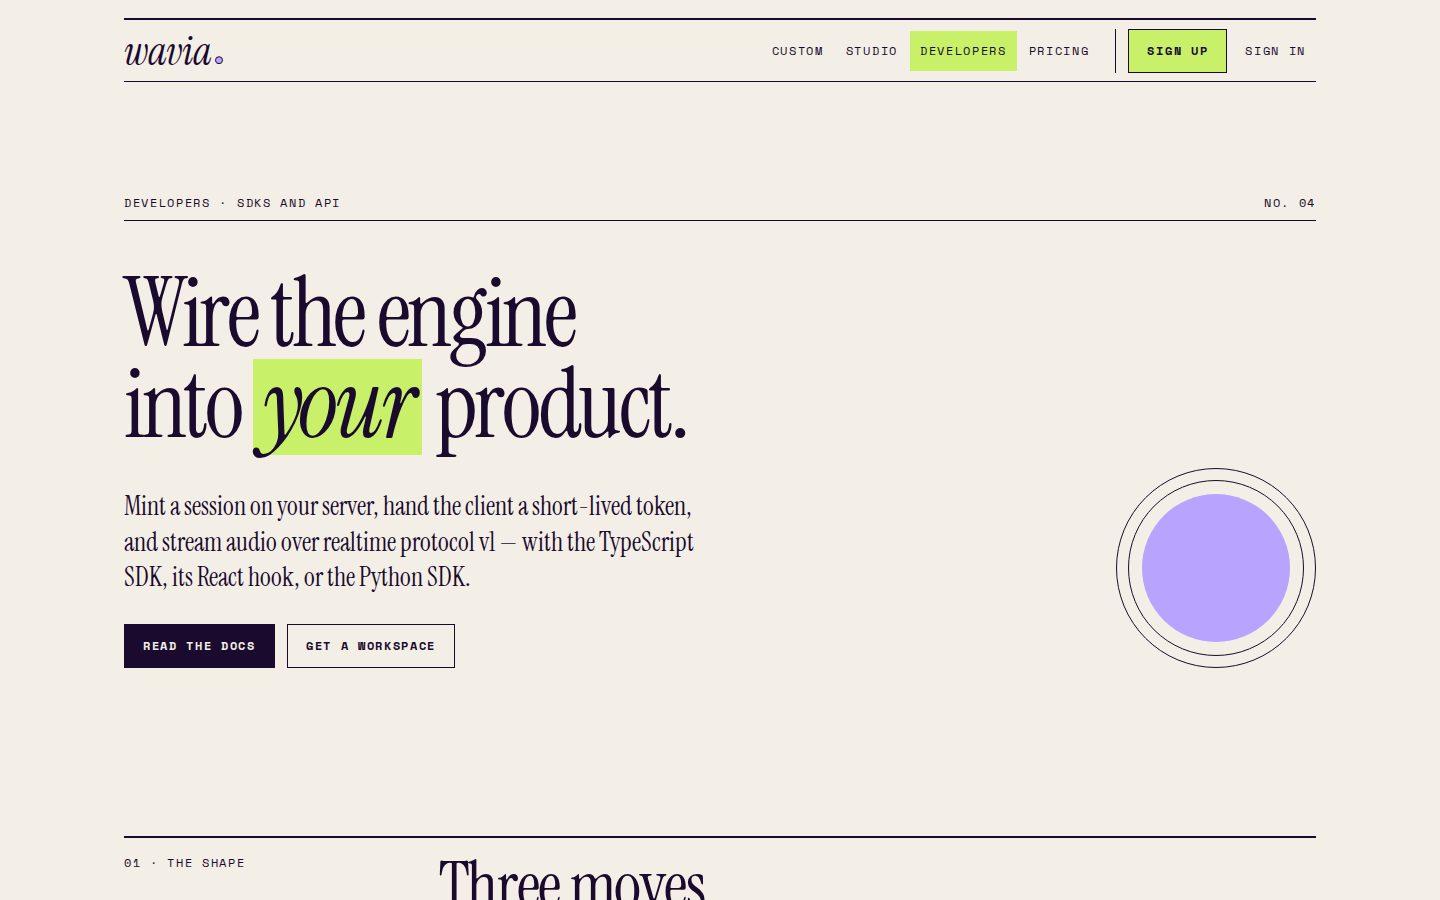 wavia
CUSTOM STUDIO DEVELOPERS PRICING SIGN UP SIGN IN
DEVELOPERS · SDKS AND API NO. 04
Wire the engine
into your product.
Mint a session on your server, hand the client a short-lived token,
and stream audio over realtime protocol v1 — with the TypeScript
SDK, its React hook, or the Python SDK.
READ THE DOCS GET A WORKSPACE
01 · THE SHAPE
Three moves